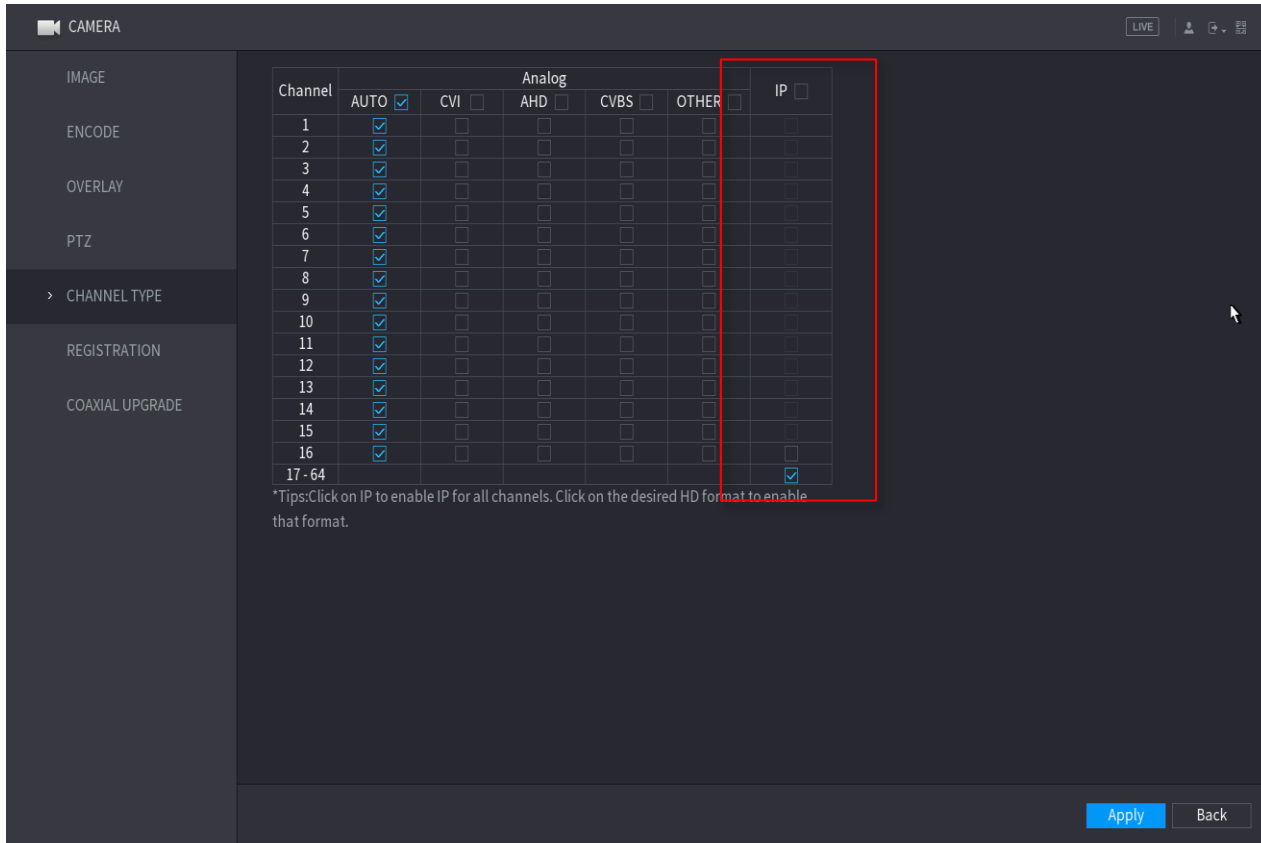 CAMERA
LIVE
IMAGE
ENCODE
OVERLAY
PTZ
CHANNEL TYPE
REGISTRATION
COAXIAL UPGRADE
Channel Analog IP
AUTO CVI AHD CVBS OTHER
1
2
3
4
5
6
7
8
9
10
11
12
13
14
15
16
17 - 64
*Tips:Click on IP to enable IP for all channels. Click on the desired HD format to enable
that format.
Apply Back